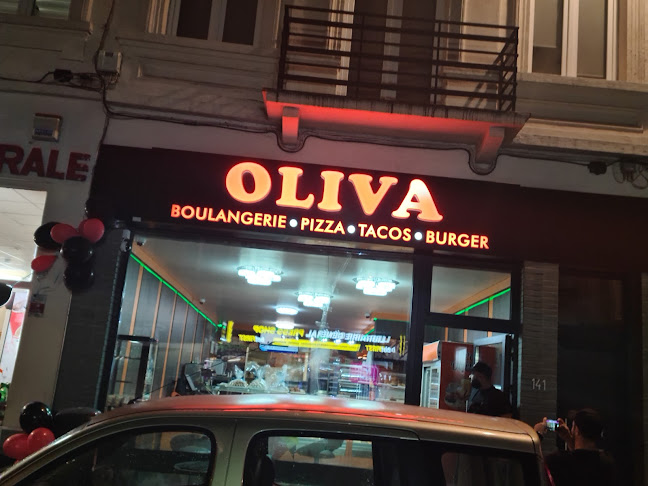 RALE
OLIVA
BOULANGERIE • PIZZA • TACOS • BURGER
141